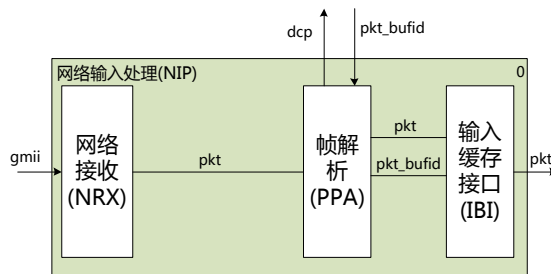 dcp
pkt_bufid
网络输入处理(NIP)
0
gmii
网络
接收
(NRX)
pkt
帧解
析
(PPA)
pkt
pkt_bufid
输入
缓存
接口
(IBI)
pkt